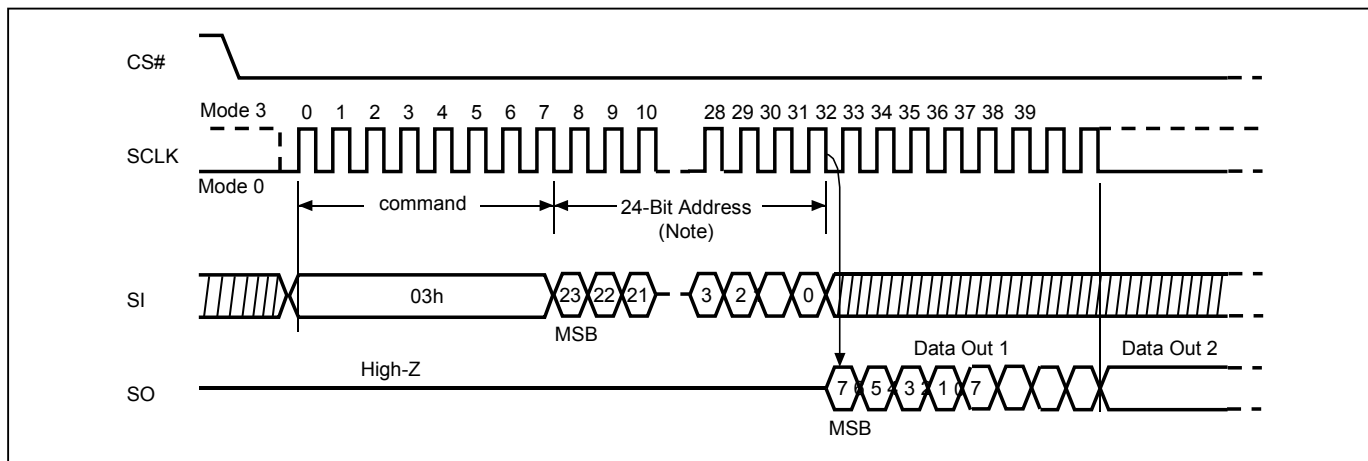 CS#
Mode 3
0 1 2 3 4 5 6 7 8 9 10 28 29 30 31 32 33 34 35 36 37 38 39
SCLK
Mode 0
command
24-Bit Address
(Note)
SI
03h
23 22 21 3 2 0
MSB
High-Z
Data Out 1
Data Out 2
SO
7 6 5 4 3 2 1 0 7
MSB